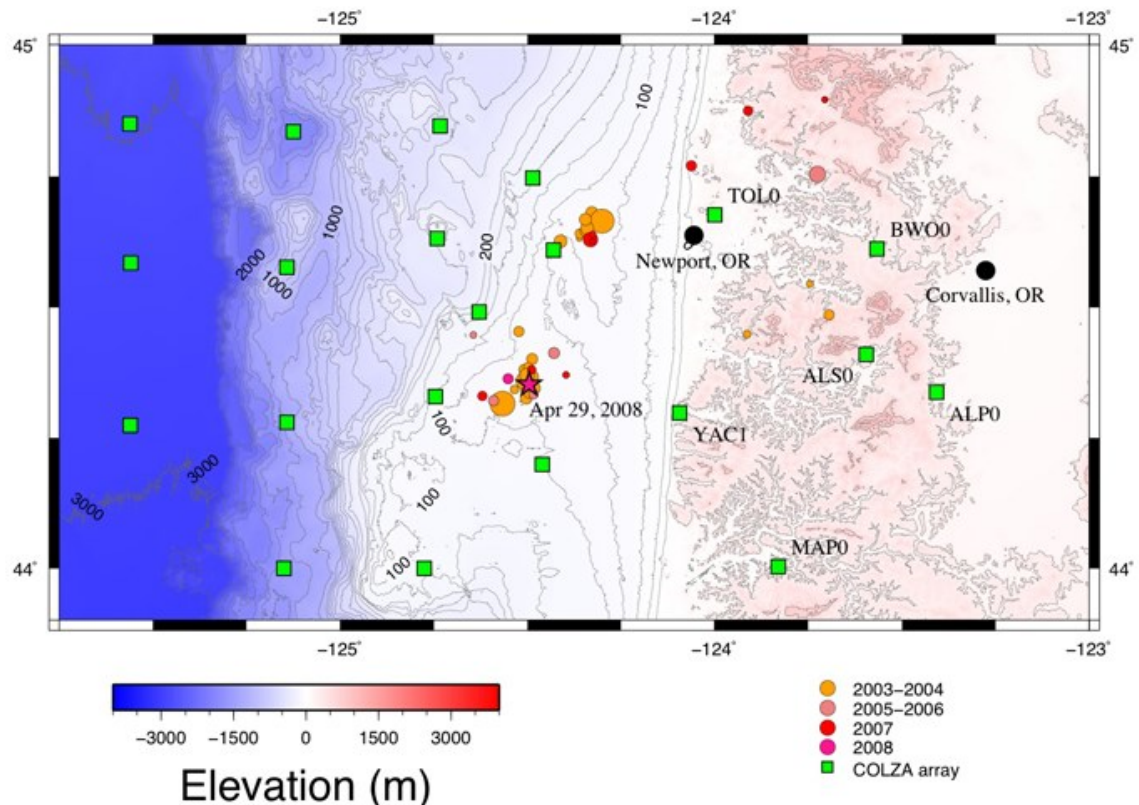 −125˚ −124˚ −123˚
45˚ 45˚
100
TOL0
1000
200
BWO0
2000
Newport, OR
1000
Corvallis, OR
ALS0
Apr 29, 2008
ALP0
100
YAC1
3000
3000
100
MAP0
44˚ 100 44˚
−125˚ −124˚ −123˚
2003−2004
2005−2006
2007
−3000 −1500 0 1500 3000
2008
COLZA array
Elevation (m)